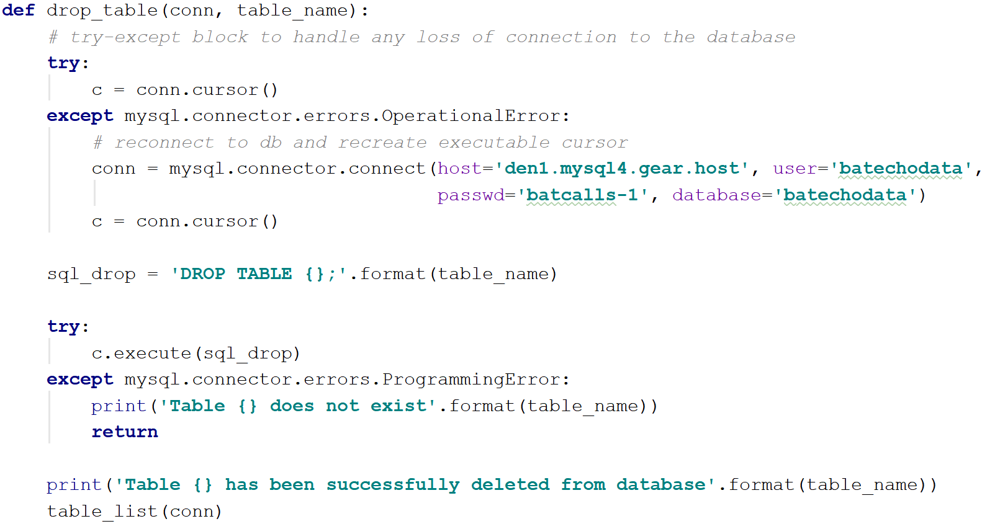 def drop_table(conn, table_name):
    # try-except block to handle any loss of connection to the database
    try:
        c = conn.cursor()
    except mysql.connector.errors.OperationalError:
        # reconnect to db and recreate executable cursor
        conn = mysql.connector.connect(host='den1.mysql4.gear.host', user='batechodata',
                                       passwd='batcalls-1', database='batechodata')
        c = conn.cursor()

    sql_drop = 'DROP TABLE {};'.format(table_name)

    try:
        c.execute(sql_drop)
    except mysql.connector.errors.ProgrammingError:
        print('Table {} does not exist'.format(table_name))
        return

    print('Table {} has been successfully deleted from database'.format(table_name))
    table_list(conn)